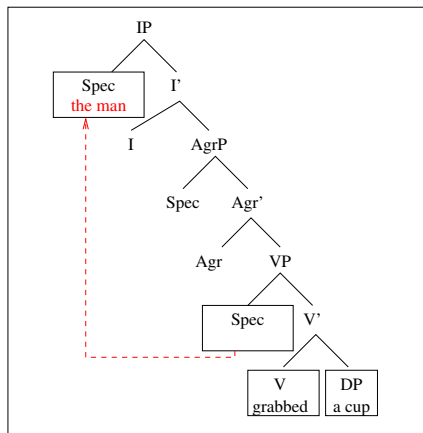 IP
Spec I'
the man
I AgrP
Spec Agr'
Agr VP
Spec V'
V DP
grabbed a cup